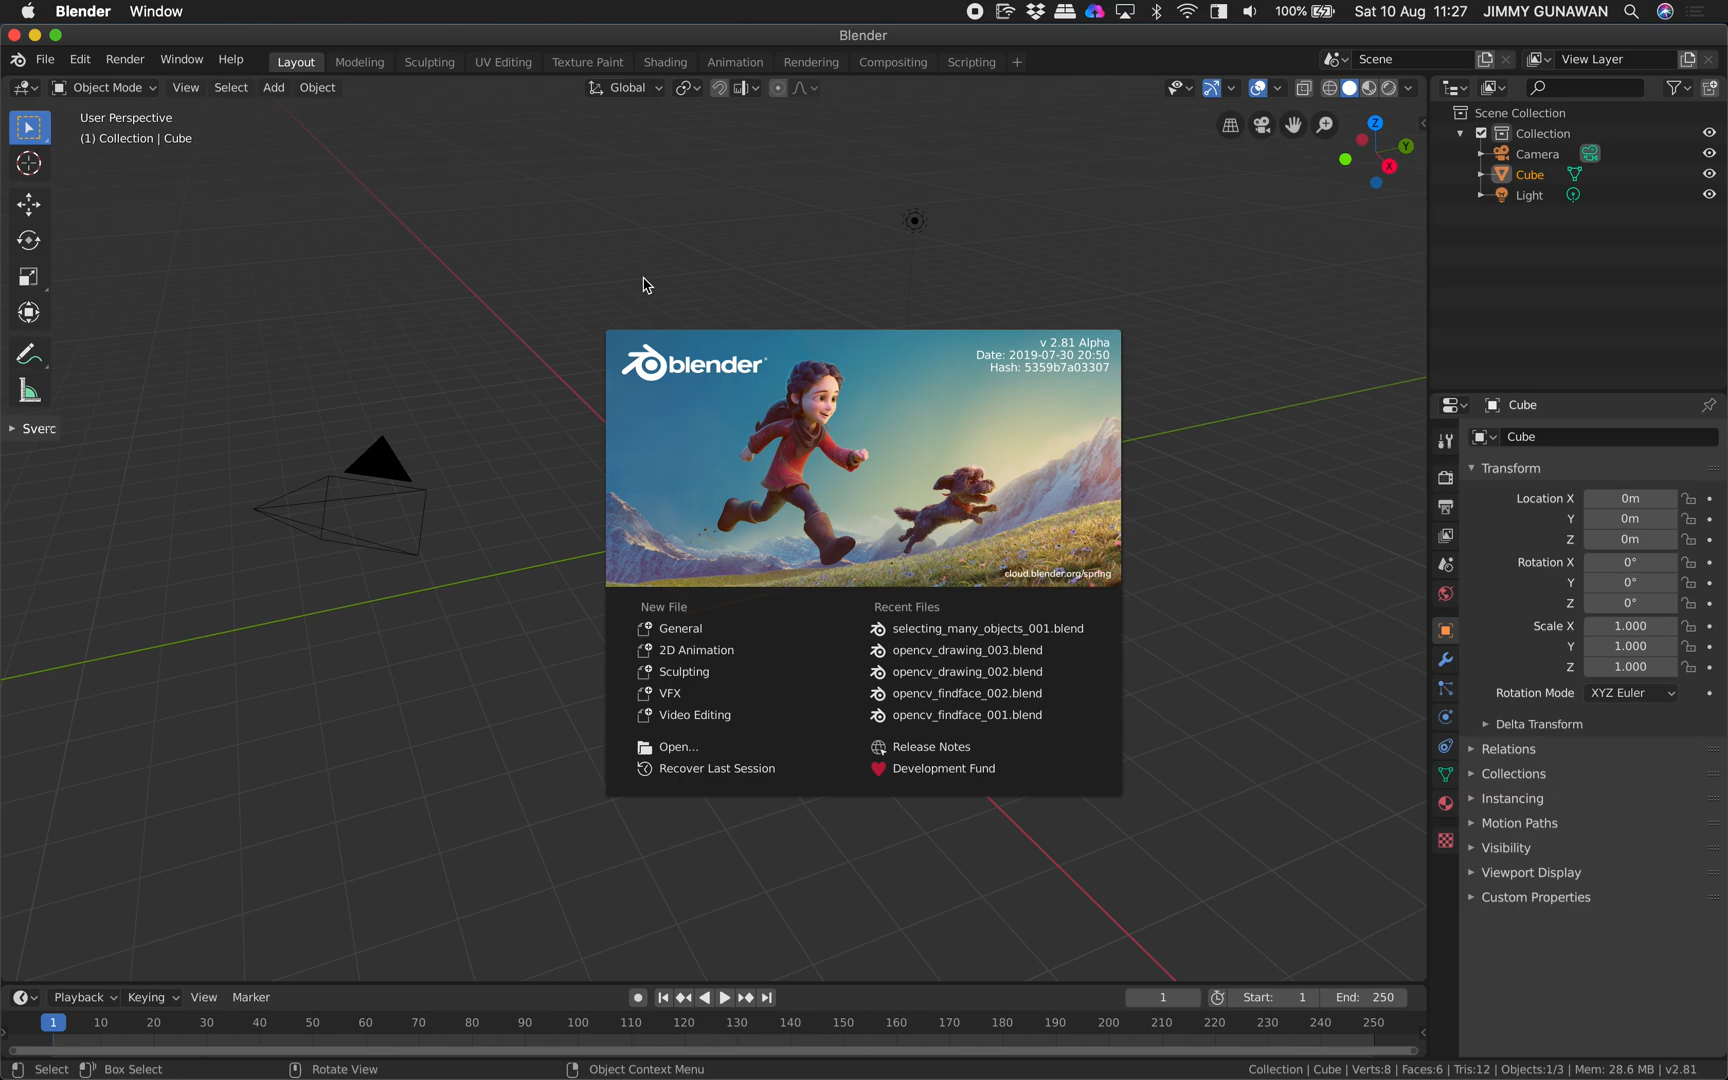 Blender Window 100% Sat 10 Aug 11:27 JIMMY GUNAWAN
Blender
File Edit Render Window Help Layout Modeling Sculpting UV Editing Texture Paint Shading Animation Rendering Compositing Scripting + Scene View Layer
Object Mode View Select Add Object Global
User Perspective
(1) Collection | Cube
Z
Y
X
Sverc
Scene Collection
Collection
Camera
Cube
Light
blender
v 2.81 Alpha
Date: 2019-07-30 20:50
Hash: 5359b7a03307
cloud.blender.org/spring
New File
General
2D Animation
Sculpting
VFX
Video Editing
Open...
Recover Last Session
Recent Files
selecting_many_objects_001.blend
opencv_drawing_003.blend
opencv_drawing_002.blend
opencv_findface_002.blend
opencv_findface_001.blend
Release Notes
Development Fund
Cube
Cube
Transform
Location X 0m
Y 0m
Z 0m
Rotation X 0°
Y 0°
Z 0°
Scale X 1.000
Y 1.000
Z 1.000
Rotation Mode XYZ Euler
Delta Transform
Relations
Collections
Instancing
Motion Paths
Visibility
Viewport Display
Custom Properties
Playback Keying View Marker 1 Start: 1 End: 250
1 10 20 30 40 50 60 70 80 90 100 110 120 130 140 150 160 170 180 190 200 210 220 230 240 250
Select Box Select Rotate View Object Context Menu Collection | Cube | Verts:8 | Faces:6 | Tris:12 | Objects:1/3 | Mem: 28.6 MB | v2.81